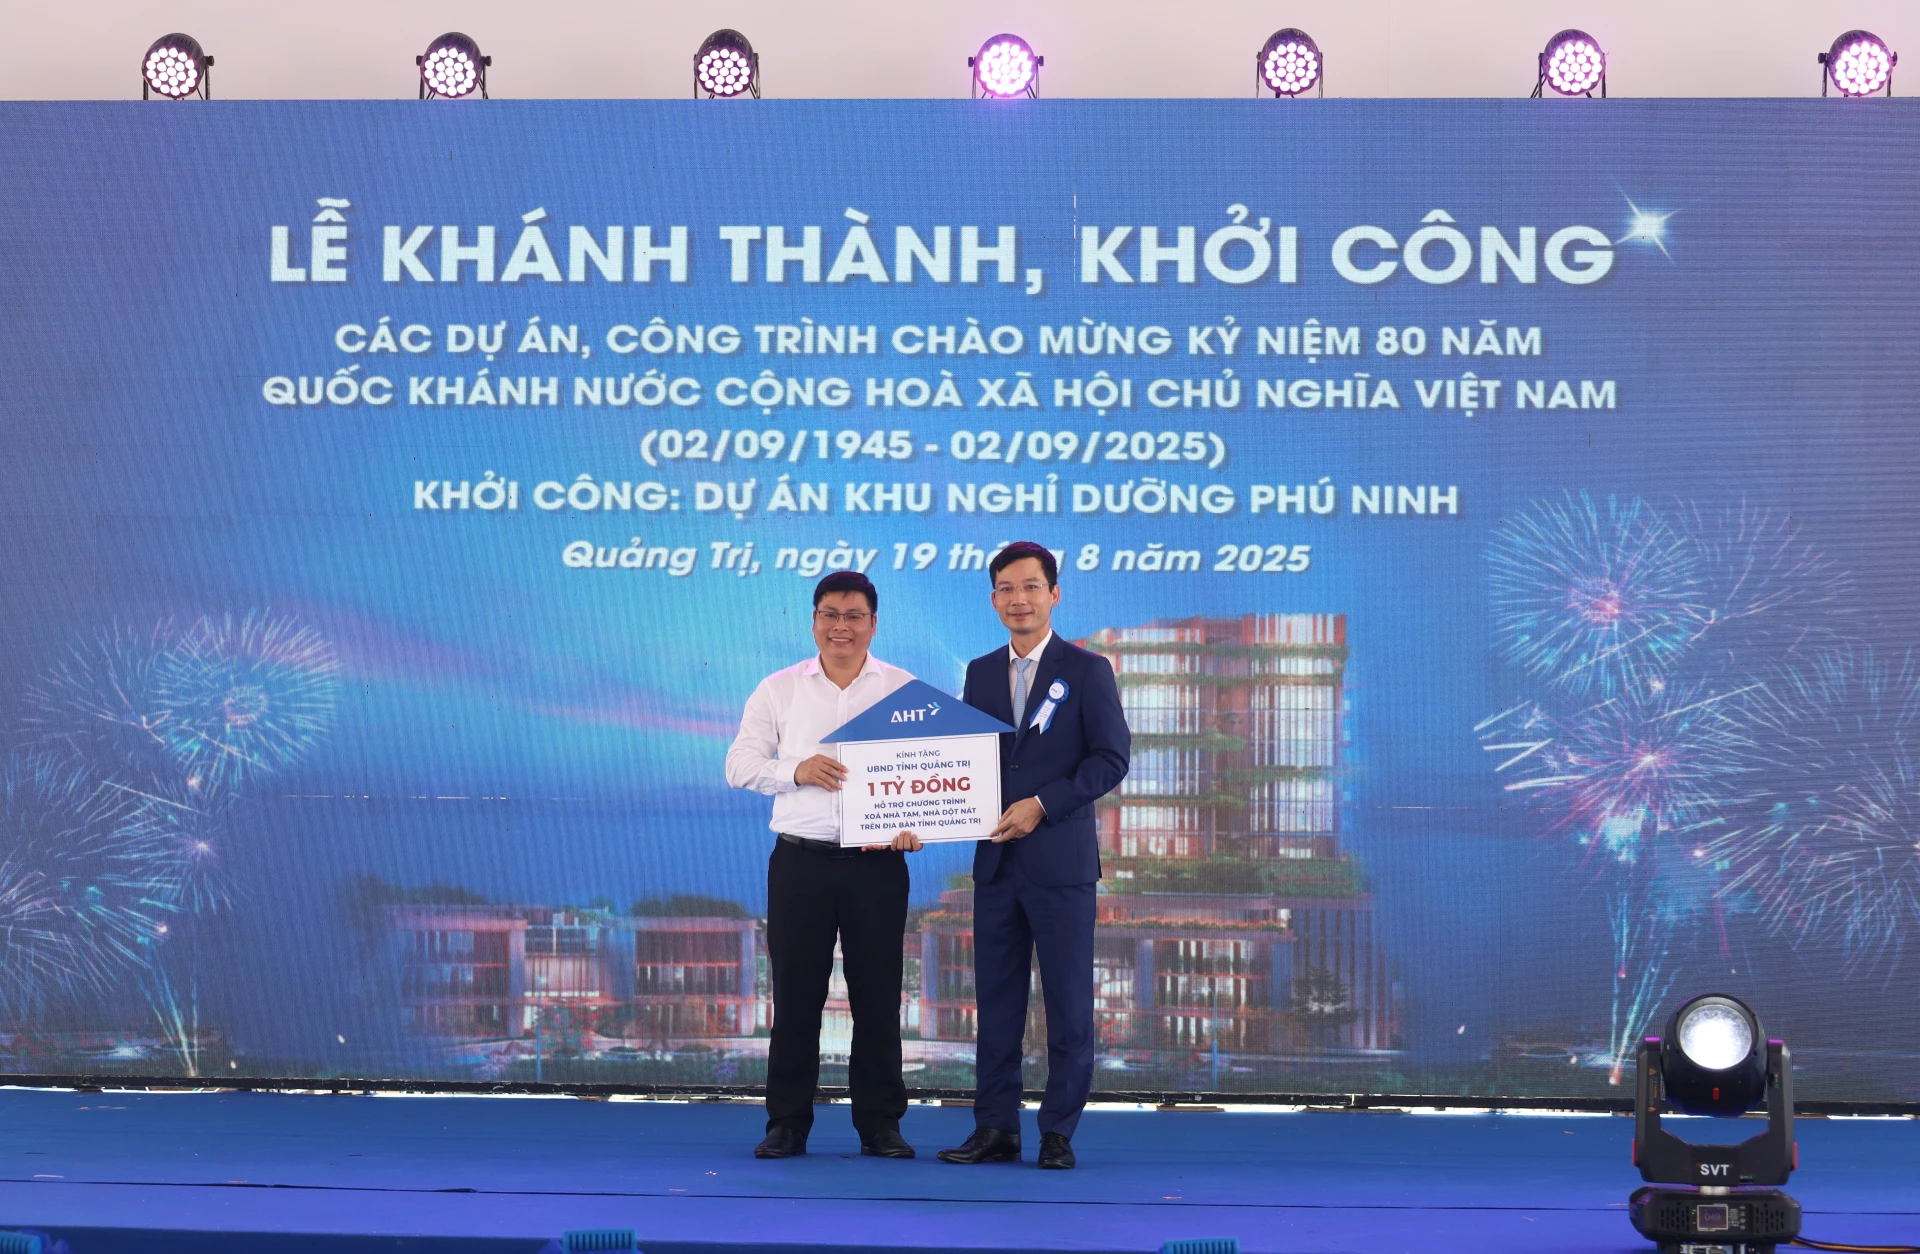 LỄ KHÁNH THÀNH, KHỞI CÔNG
CÁC DỰ ÁN, CÔNG TRÌNH CHÀO MỪNG KỶ NIỆM 80 NĂM
QUỐC KHÁNH NƯỚC CỘNG HOÀ XÃ HỘI CHỦ NGHĨA VIỆT NAM
(02/09/1945 - 02/09/2025)
KHỞI CÔNG: DỰ ÁN KHU NGHỈ DƯỠNG PHÚ NINH
Quảng Trị, ngày 19 thá 8 năm 2025
AHT
KÍNH TẶNG
UBND TỈNH QUẢNG TRỊ
1 TỶ ĐỒNG
HỖ TRỢ CHƯƠNG TRÌNH
XOÁ NHÀ TẠM, NHÀ DỘT NÁT
TRÊN ĐỊA BÀN TỈNH QUẢNG TRỊ
SVT